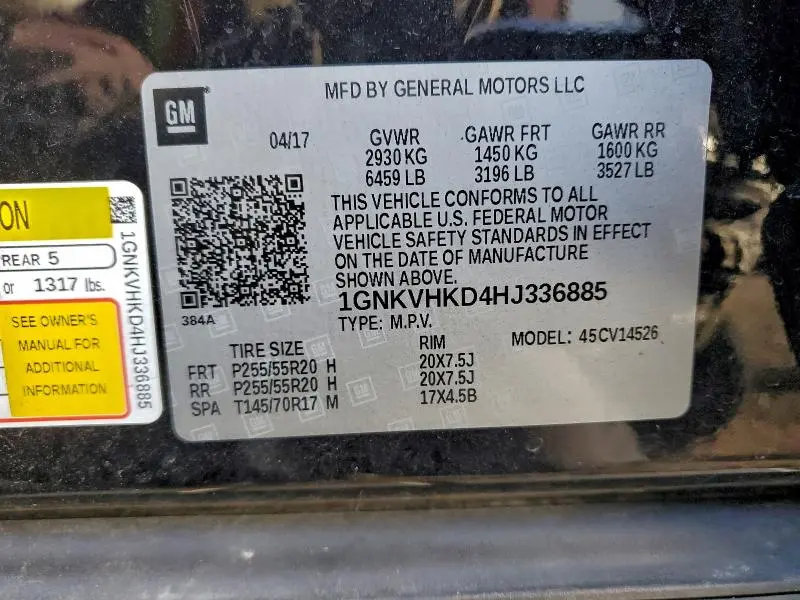 MFD BY GENERAL MOTORS LLC
GM
04/17
GVWR GAWR FRT GAWR RR
2930 KG 1450 KG 1600 KG
6459 LB 3196 LB 3527 LB
THIS VEHICLE CONFORMS TO ALL
APPLICABLE U.S. FEDERAL MOTOR
VEHICLE SAFETY STANDARDS IN EFFECT
ON THE DATE OF MANUFACTURE
SHOWN ABOVE.
1GNKVHKD4HJ336885
384A
TYPE: M.P.V. MODEL: 45CV14526
TIRE SIZE RIM
FRT P255/55R20 H 20X7.5J
RR P255/55R20 H 20X7.5J
SPA T145/70R17 M 17X4.5B
ON
REAR 5
or 1317 lbs.
SEE OWNER'S
MANUAL FOR
ADDITIONAL
INFORMATION
1GNKVHKD4HJ336885